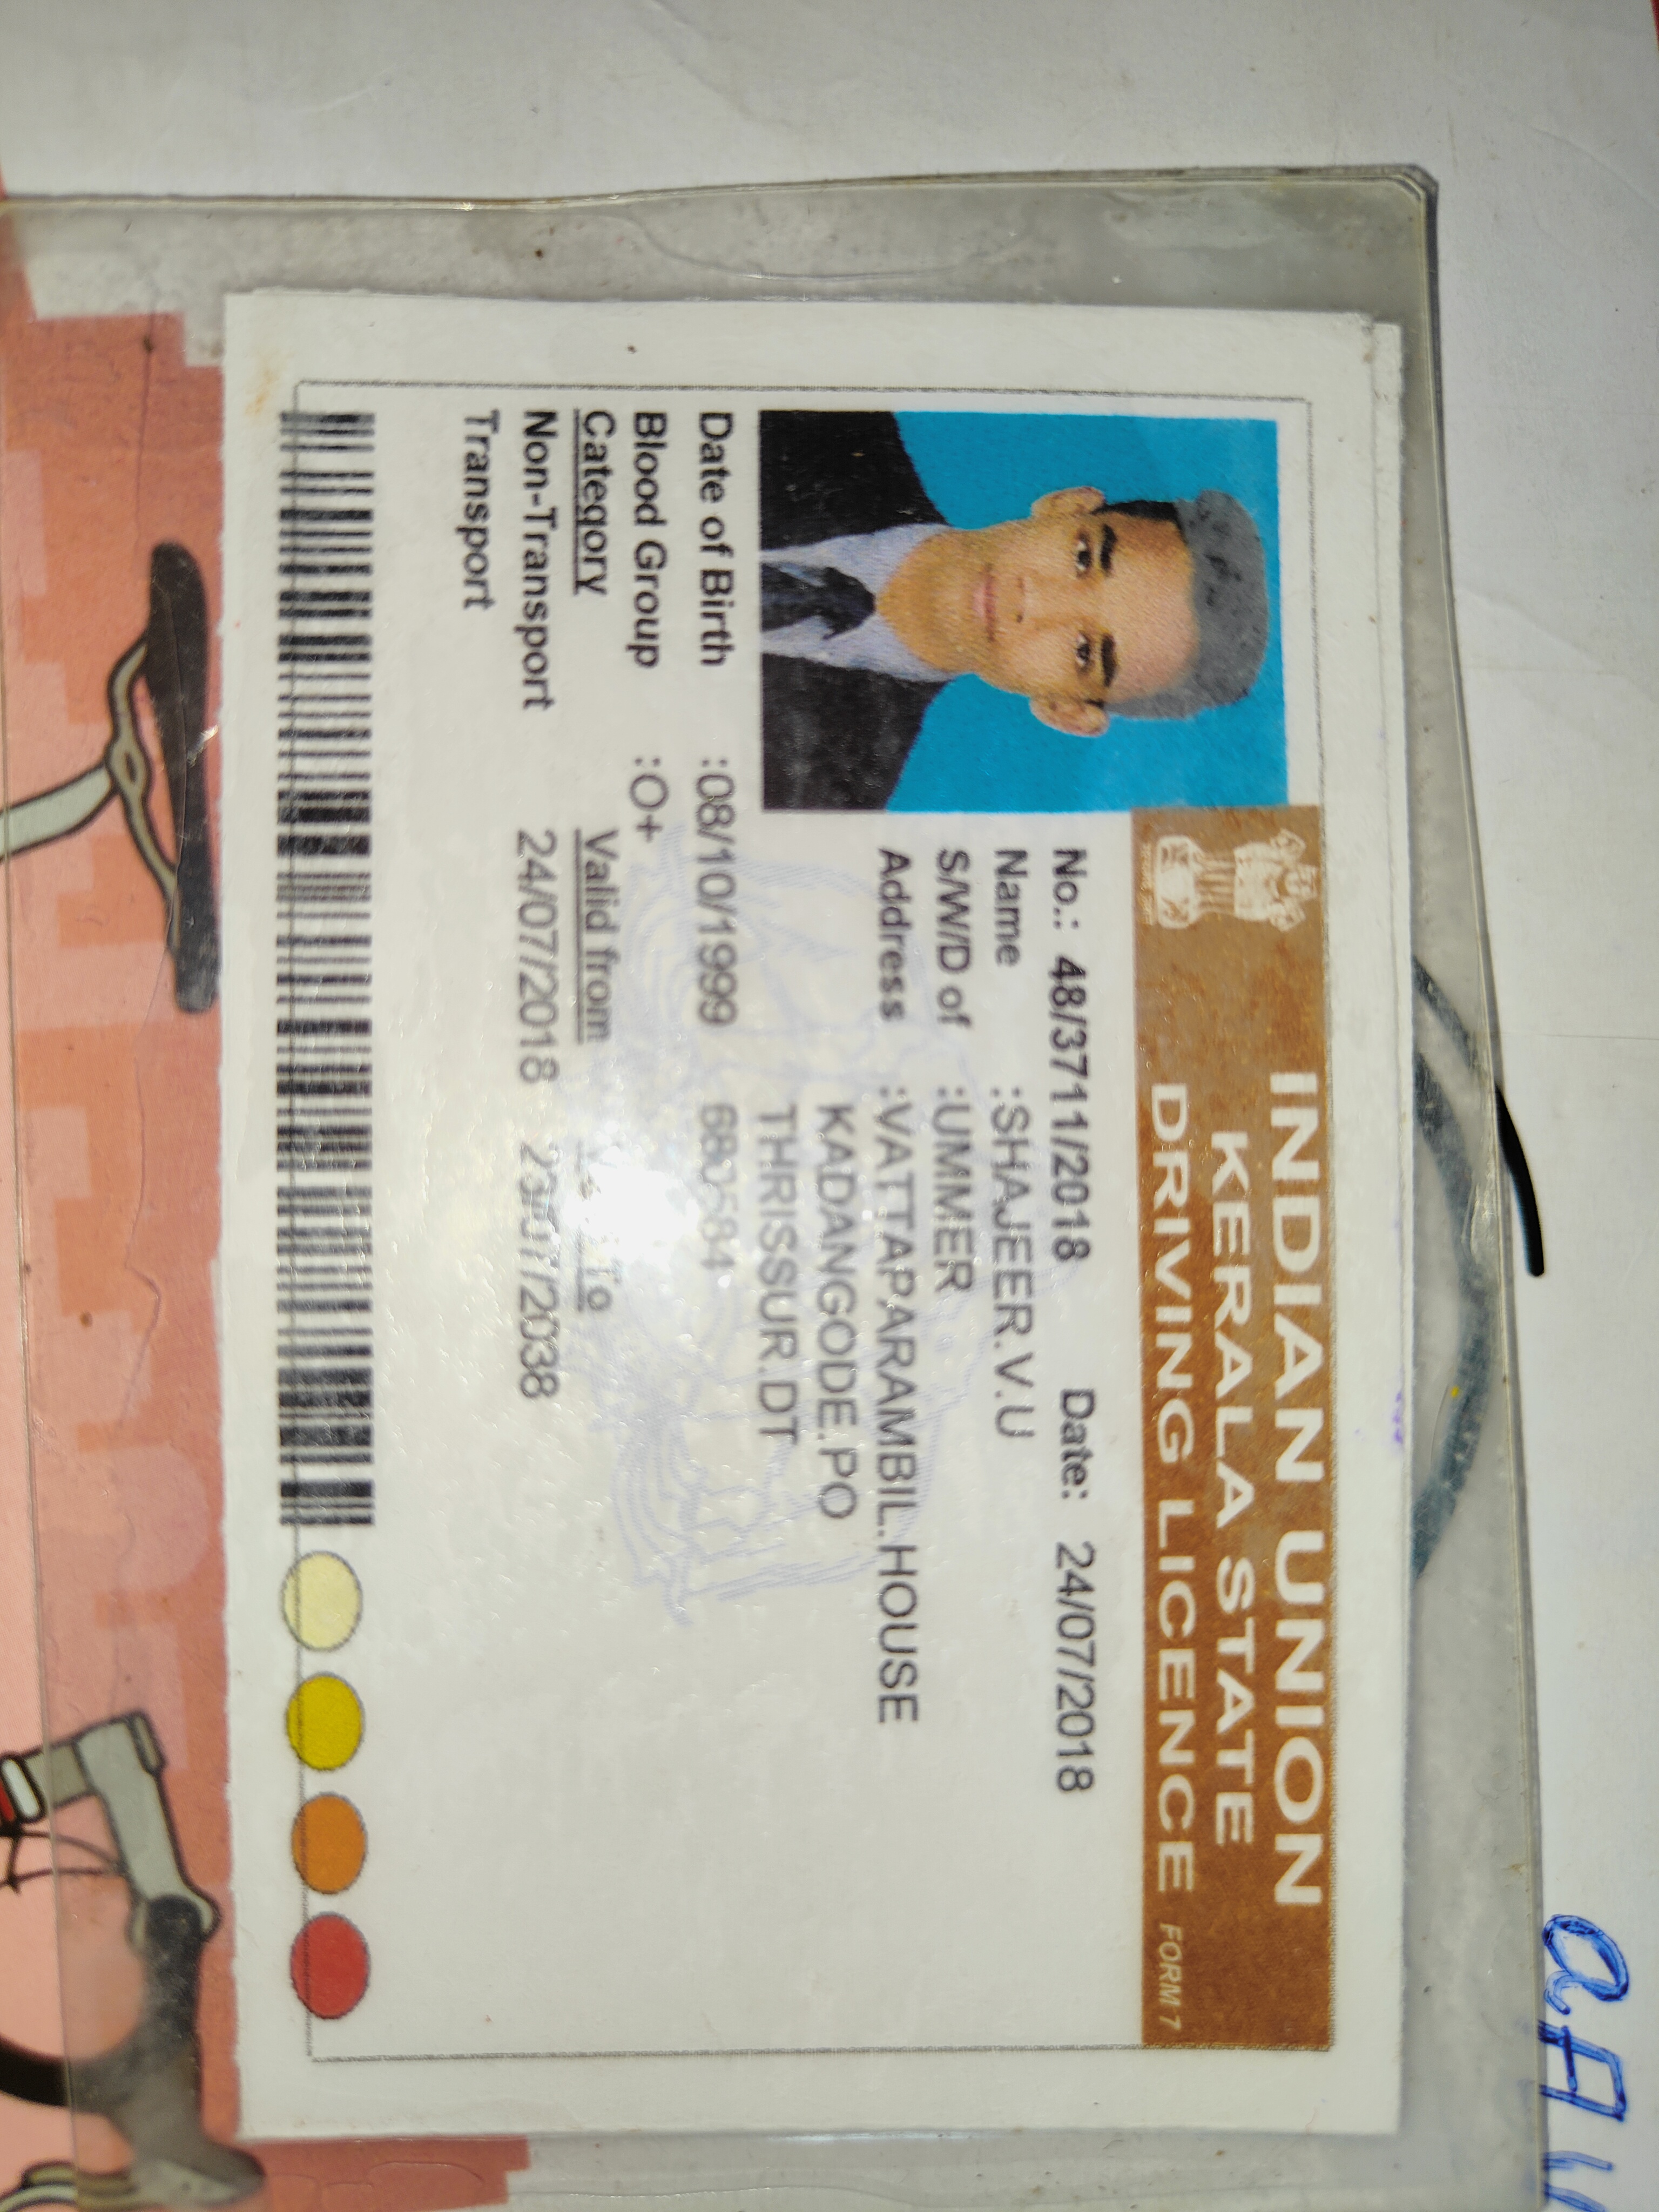 INDIAN UNION
KERALA STATE
DRIVING LICENCE FORM 7
No.: 48/3711/2018 Date: 24/07/2018
Name :SHAJEER.V.U
S/W/D of :UMMER
Address :VATTAPARAMBIL.HOUSE
KADANGODE.PO
THRISSUR.DT
Date of Birth :08/10/1999
Blood Group :O+
Category Valid from To
Non-Transport 24/07/2018 23/07/2038
Transport